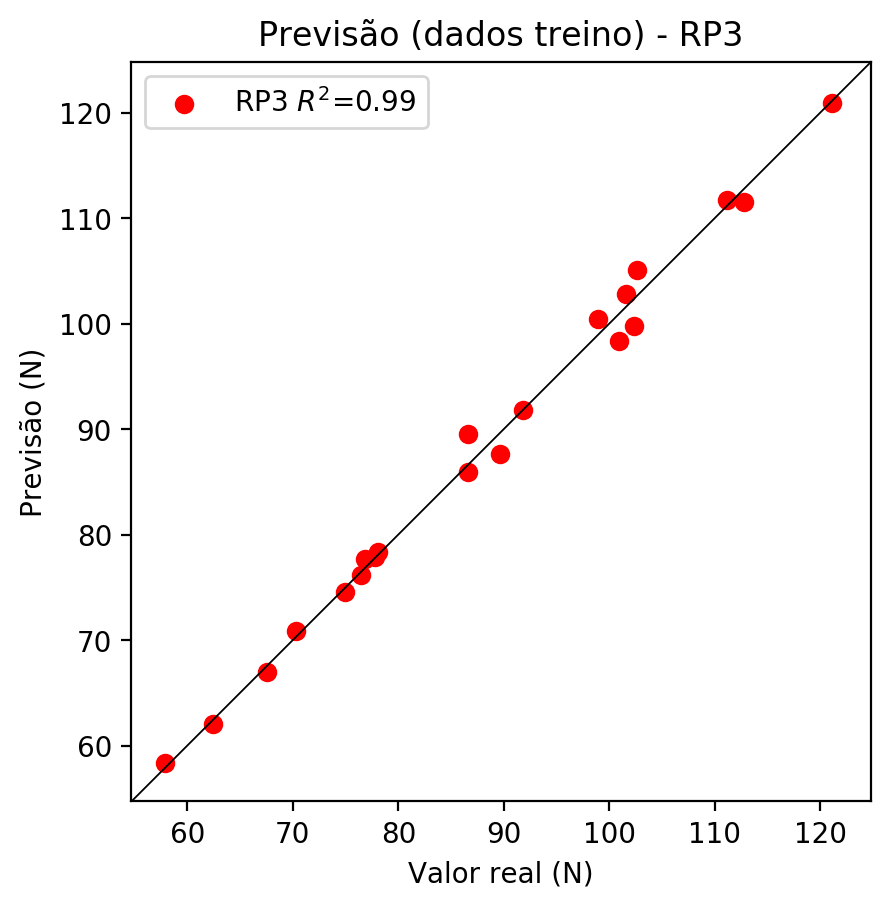 Previsão (dados treino) - RP3
RP3 R²=0.99
120
110
100
90
80
70
60
Previsão (N)
60 70 80 90 100 110 120
Valor real (N)